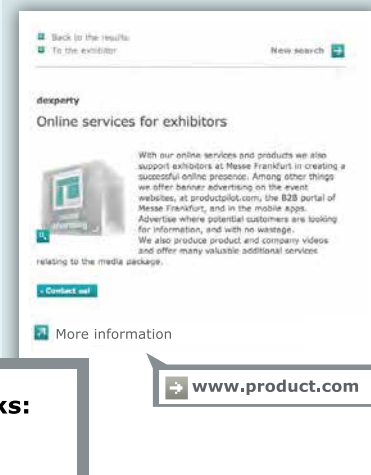 Back to the results
To the exhibitor
New search
dexperty
Online services for exhibitors
With our online services and products we also
support exhibitors at Messe Frankfurt in creating a
successful online presence. Among other things
we offer banner advertising on the event
websites, at productpilot.com, the B2B portal of
Messe Frankfurt, and in the mobile apps.
Advertise where potential customers are looking
for information, and with no wastage.
We also produce product and company videos
and offer many valuable additional services
relating to the media package.
Contact us!
More information
www.product.com
ks: